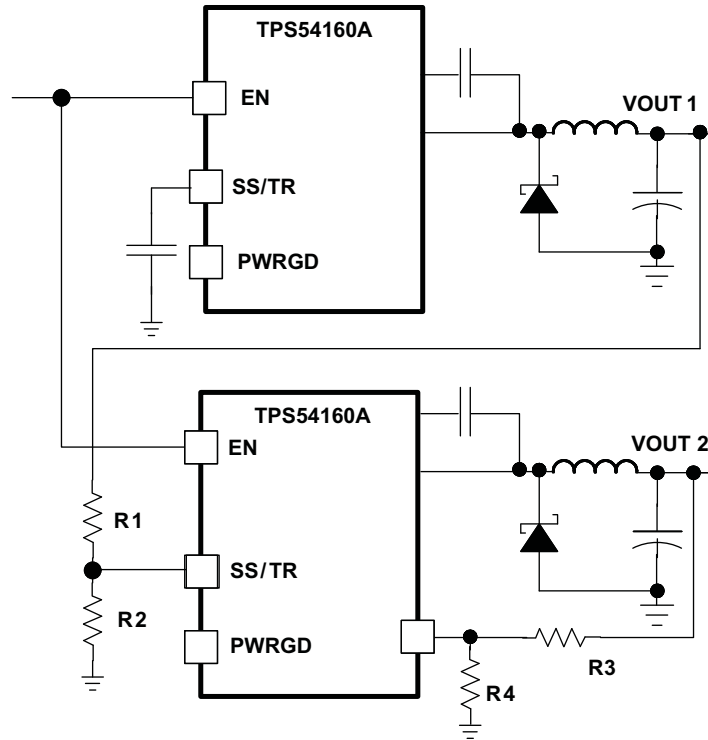 TPS54160A
EN
VOUT 1
SS/TR
PWRGD
TPS54160A
EN
VOUT 2
R1
SS/TR
R2
PWRGD
R3
R4